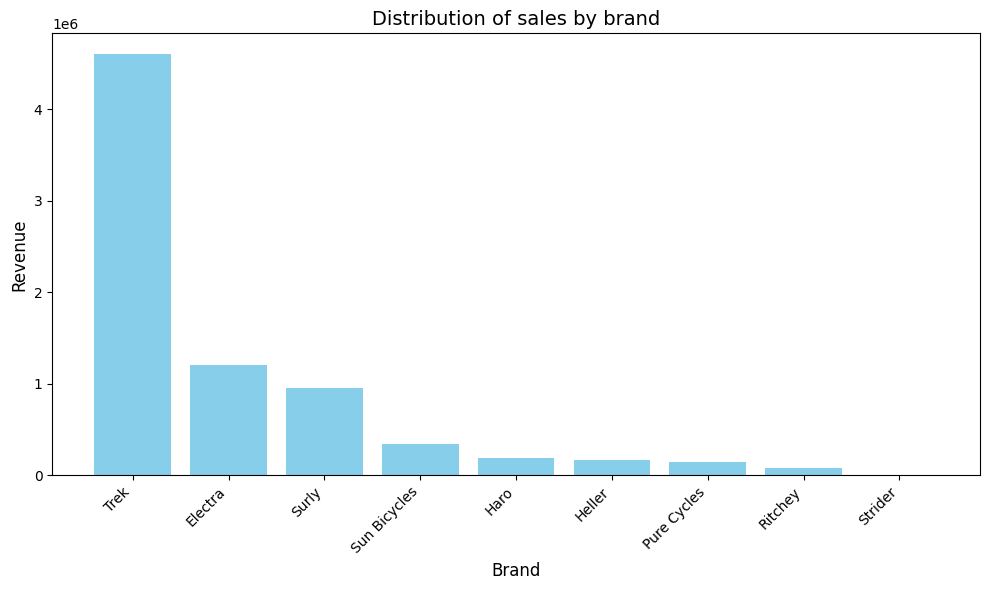 Distribution of sales by brand
1e6
4
3
2
1
0
Revenue
Trek
Electra
Surly
Sun Bicycles
Haro
Heller
Pure Cycles
Ritchey
Strider
Brand